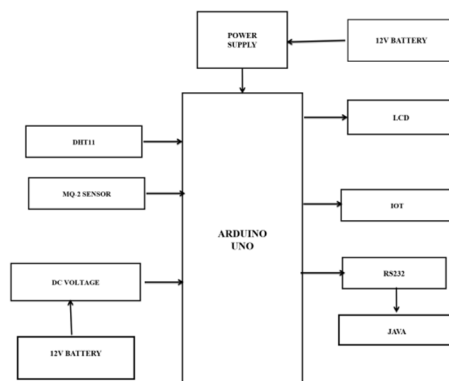 POWER
SUPPLY
12V BATTERY
LCD
DHT11
MQ-2 SENSOR
IOT
ARDUINO
UNO
DC VOLTAGE
RS232
JAVA
12V BATTERY